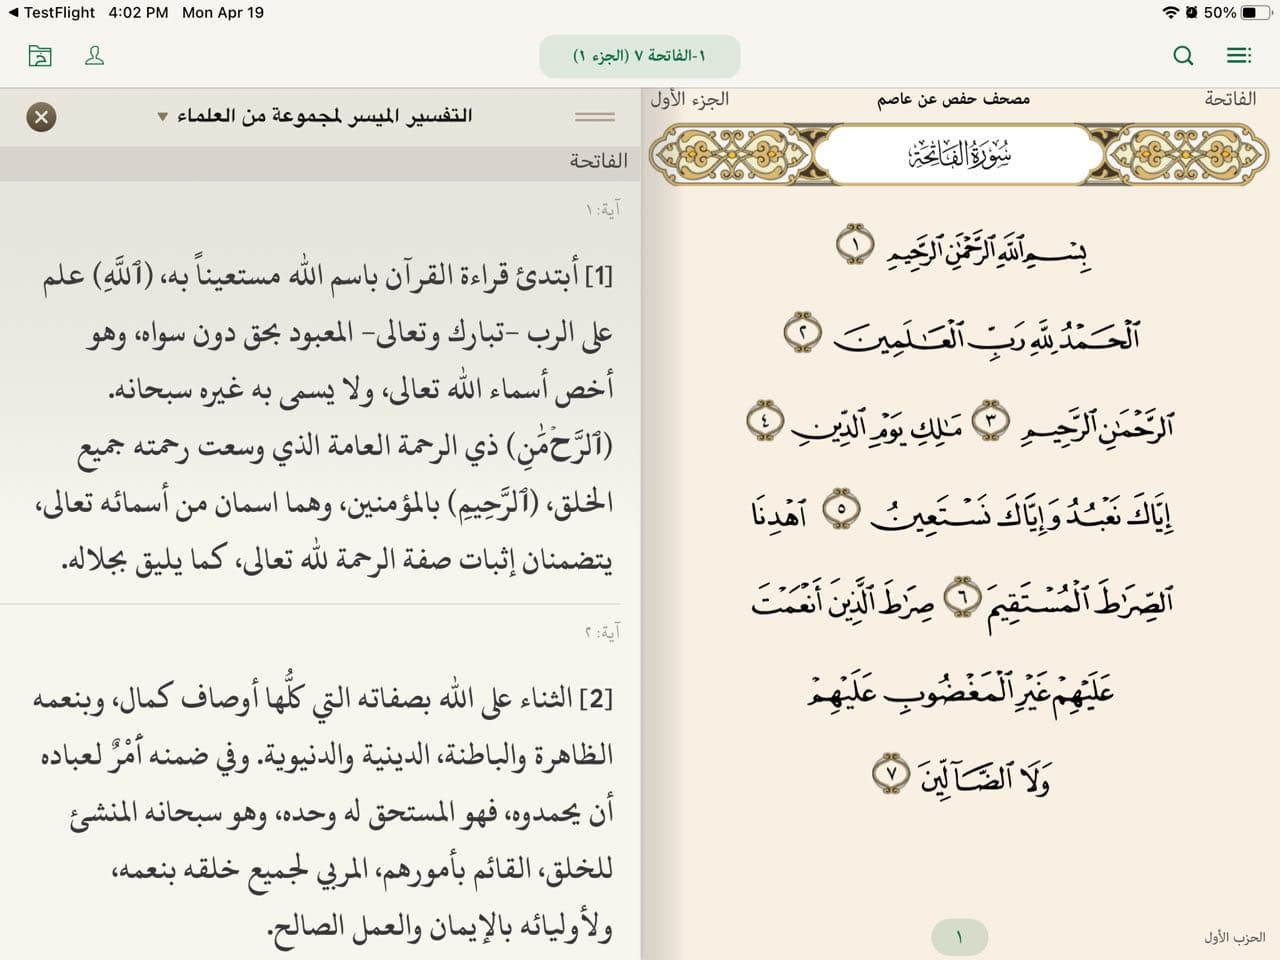 ◀ TestFlight 4:02 PM Mon Apr 19
50%
١-الفاتحة ٧ (الجزء ١)
الفاتحة
مصحف حفص عن عاصم
الجزء الأول
سُورَةُ الفَاتِحَةِ
بِسْمِ ٱللَّهِ ٱلرَّحْمَٰنِ ٱلرَّحِيمِ ١
ٱلْحَمْدُ لِلَّهِ رَبِّ ٱلْعَٰلَمِينَ ٢
ٱلرَّحْمَٰنِ ٱلرَّحِيمِ ٣ مَٰلِكِ يَوْمِ ٱلدِّينِ ٤
إِيَّاكَ نَعْبُدُ وَإِيَّاكَ نَسْتَعِينُ ٥ ٱهْدِنَا
ٱلصِّرَٰطَ ٱلْمُسْتَقِيمَ ٦ صِرَٰطَ ٱلَّذِينَ أَنْعَمْتَ
عَلَيْهِمْ غَيْرِ ٱلْمَغْضُوبِ عَلَيْهِمْ
وَلَا ٱلضَّآلِّينَ ٧
١
الحزب الأول
التفسير الميسر لمجموعة من العلماء ▼
الفاتحة
آية: ١
[1] أبتدئ قراءة القرآن باسم الله مستعيناً به، (ٱللَّهِ) علم
على الرب –تبارك وتعالى– المعبود بحق دون سواه، وهو
أخص أسماء الله تعالى، ولا يسمى به غيره سبحانه.
(ٱلرَّحْمَٰنِ) ذي الرحمة العامة الذي وسعت رحمته جميع
الخلق، (ٱلرَّحِيمِ) بالمؤمنين، وهما اسمان من أسمائه تعالى،
يتضمنان إثبات صفة الرحمة لله تعالى، كما يليق بجلاله.
آية: ٢
[2] الثناء على الله بصفاته التي كلُّها أوصاف كمال، وبنعمه
الظاهرة والباطنة، الدينية والدنيوية. وفي ضمنه أَمْرٌ لعباده
أن يحمدوه، فهو المستحق له وحده، وهو سبحانه المنشئ
للخلق، القائم بأمورهم، المربي لجميع خلقه بنعمه،
ولأوليائه بالإيمان والعمل الصالح.